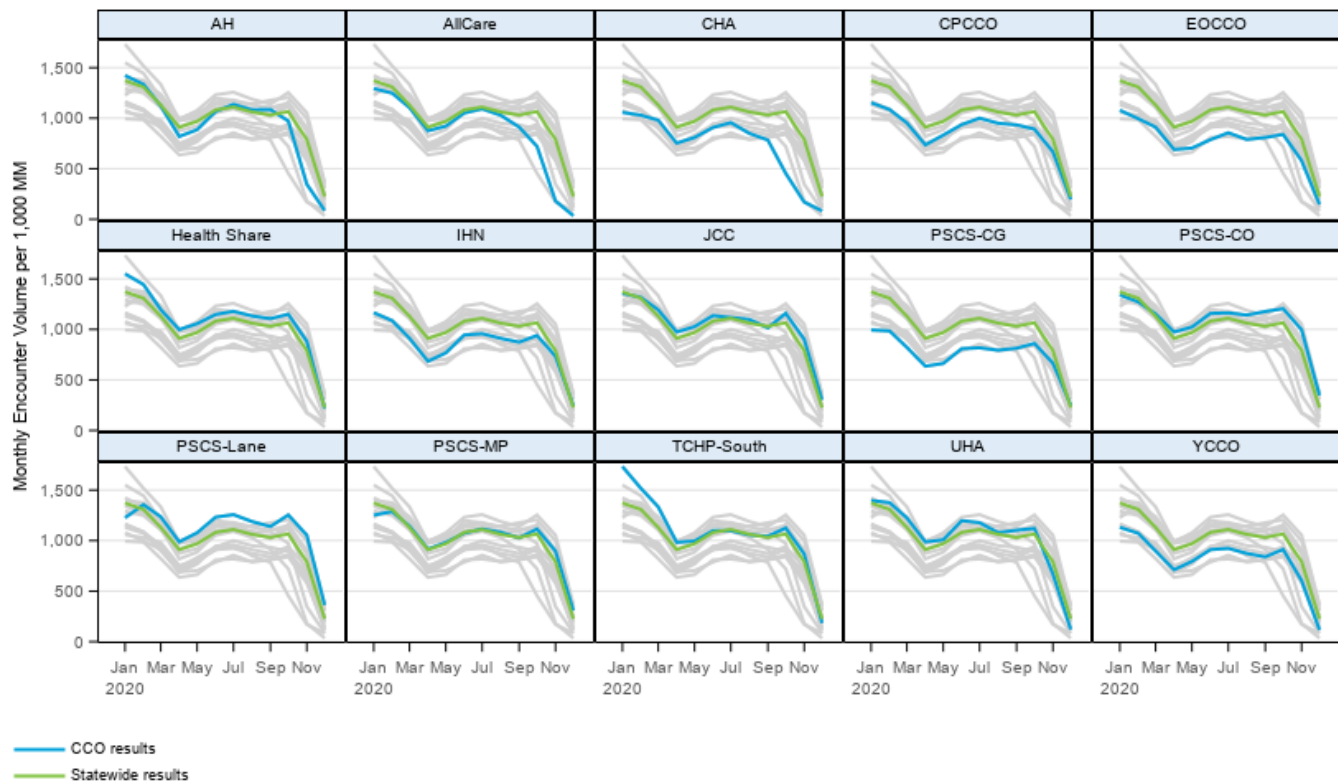 AH AllCare CHA CPCCO EOCCO
1,500
1,000
500
0
Health Share IHN JCC PSCS-CG PSCS-CO
1,500
1,000
500
0
PSCS-Lane PSCS-MP TCHP-South UHA YCCO
1,500
1,000
500
0
Monthly Encounter Volume per 1,000 MM
Jan Mar May Jul Sep Nov Jan Mar May Jul Sep Nov Jan Mar May Jul Sep Nov Jan Mar May Jul Sep Nov Jan Mar May Jul Sep Nov
2020 2020 2020 2020 2020
CCO results
Statewide results